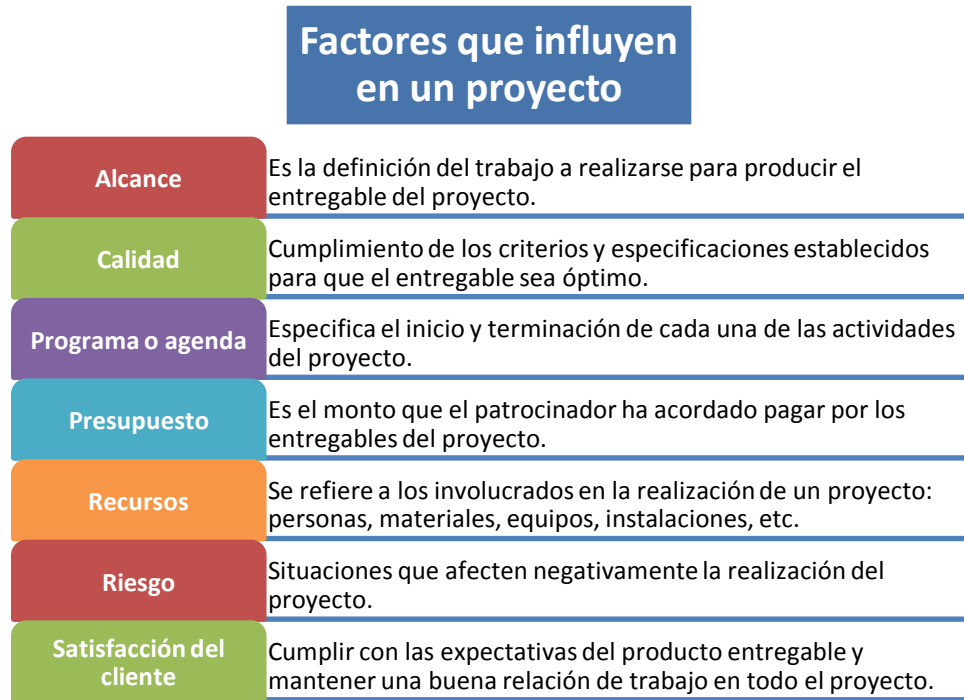 Factores que influyen
en un proyecto
Alcance
Es la definición del trabajo a realizarse para producir el
entregable del proyecto.
Calidad
Cumplimiento de los criterios y especificaciones establecidos
para que el entregable sea óptimo.
Programa o agenda
Especifica el inicio y terminación de cada una de las actividades
del proyecto.
Presupuesto
Es el monto que el patrocinador ha acordado pagar por los
entregables del proyecto.
Recursos
Se refiere a los involucrados en la realización de un proyecto:
personas, materiales, equipos, instalaciones, etc.
Riesgo
Situaciones que afecten negativamente la realización del
proyecto.
Satisfacción del
cliente
Cumplir con las expectativas del producto entregable y
mantener una buena relación de trabajo en todo el proyecto.